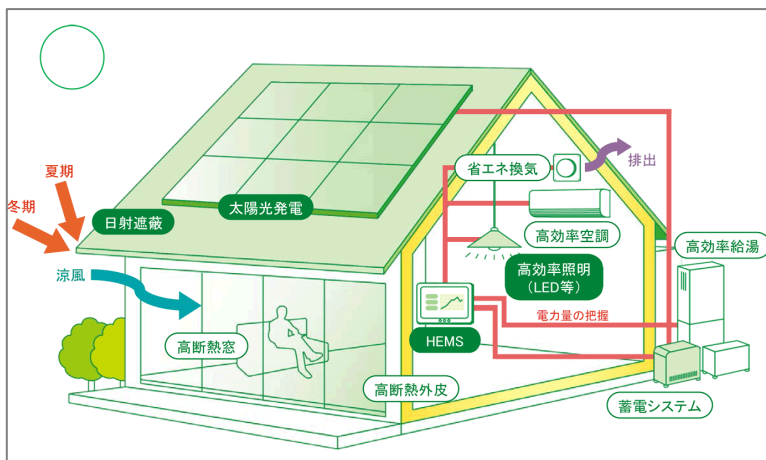 夏期
冬期
日射遮蔽
太陽光発電
省エネ換気
排出
高効率空調
高効率給湯
高効率照明
(LED等)
涼風
電力量の把握
HEMS
高断熱窓
高断熱外皮
蓄電システム